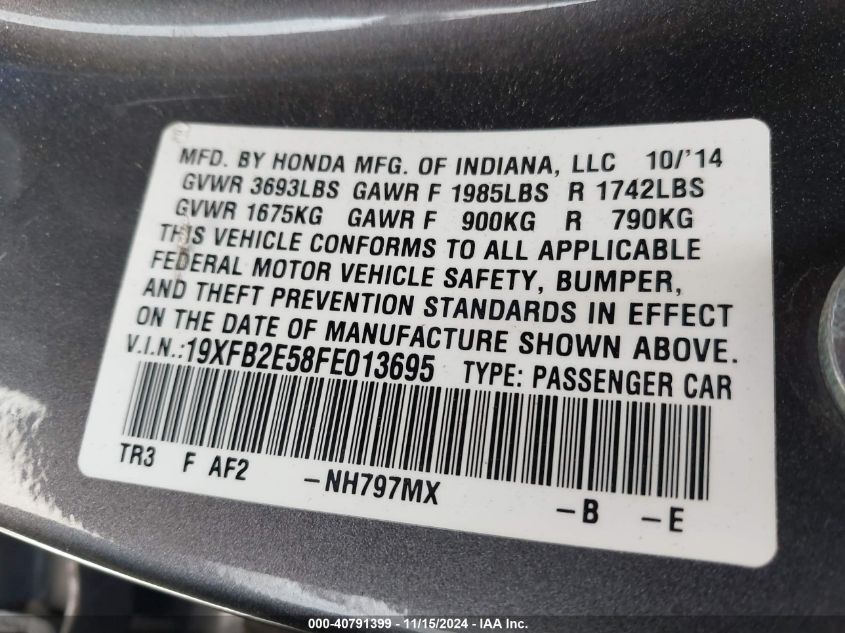 MFD. BY HONDA MFG. OF INDIANA, LLC 10/'14
GVWR 3693LBS GAWR F 1985LBS R 1742LBS
GVWR 1675KG GAWR F 900KG R 790KG
THIS VEHICLE CONFORMS TO ALL APPLICABLE
FEDERAL MOTOR VEHICLE SAFETY, BUMPER,
AND THEFT PREVENTION STANDARDS IN EFFECT
ON THE DATE OF MANUFACTURE SHOWN ABOVE.
V.I.N.:19XFB2E58FE013695 TYPE: PASSENGER CAR
TR3 F AF2 -NH797MX -B -E
000-40791399 - 11/15/2024 - IAA Inc.